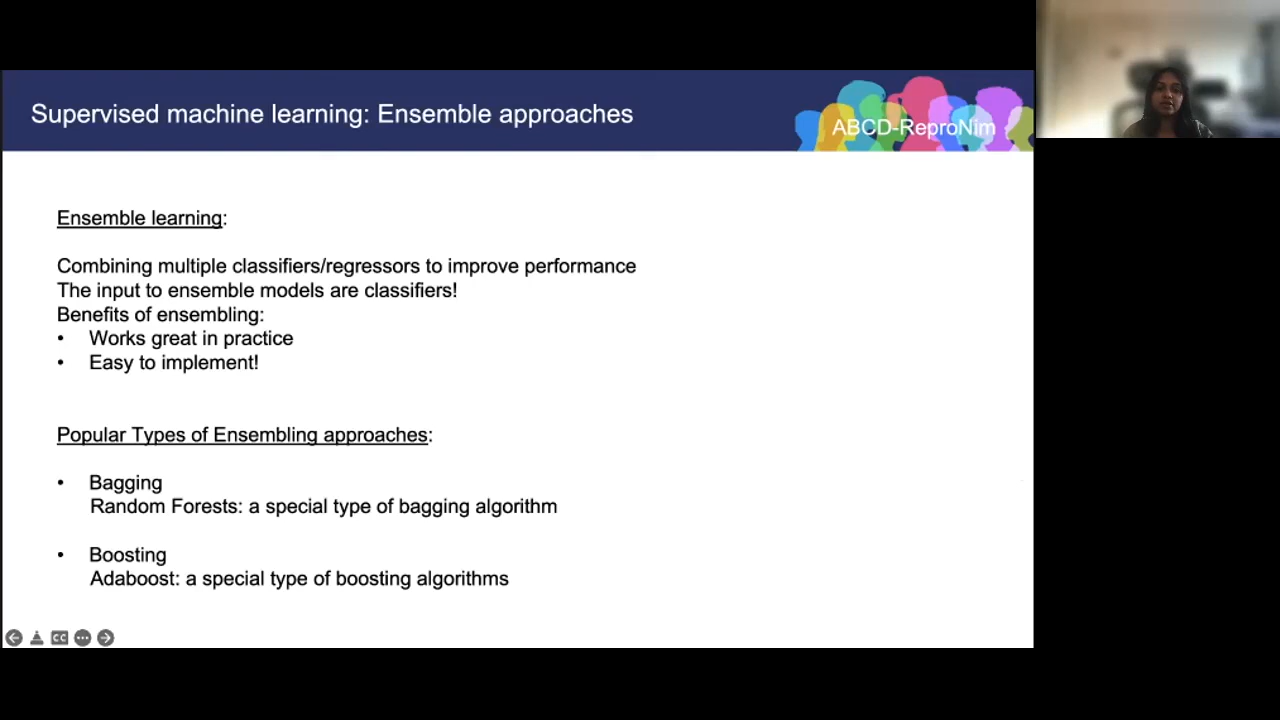 Supervised machine learning: Ensemble approaches
ABCD-ReproNim
Ensemble learning:
Combining multiple classifiers/regressors to improve performance
The input to ensemble models are classifiers!
Benefits of ensembling:
• Works great in practice
• Easy to implement!
Popular Types of Ensembling approaches:
• Bagging
Random Forests: a special type of bagging algorithm
• Boosting
Adaboost: a special type of boosting algorithms
CC